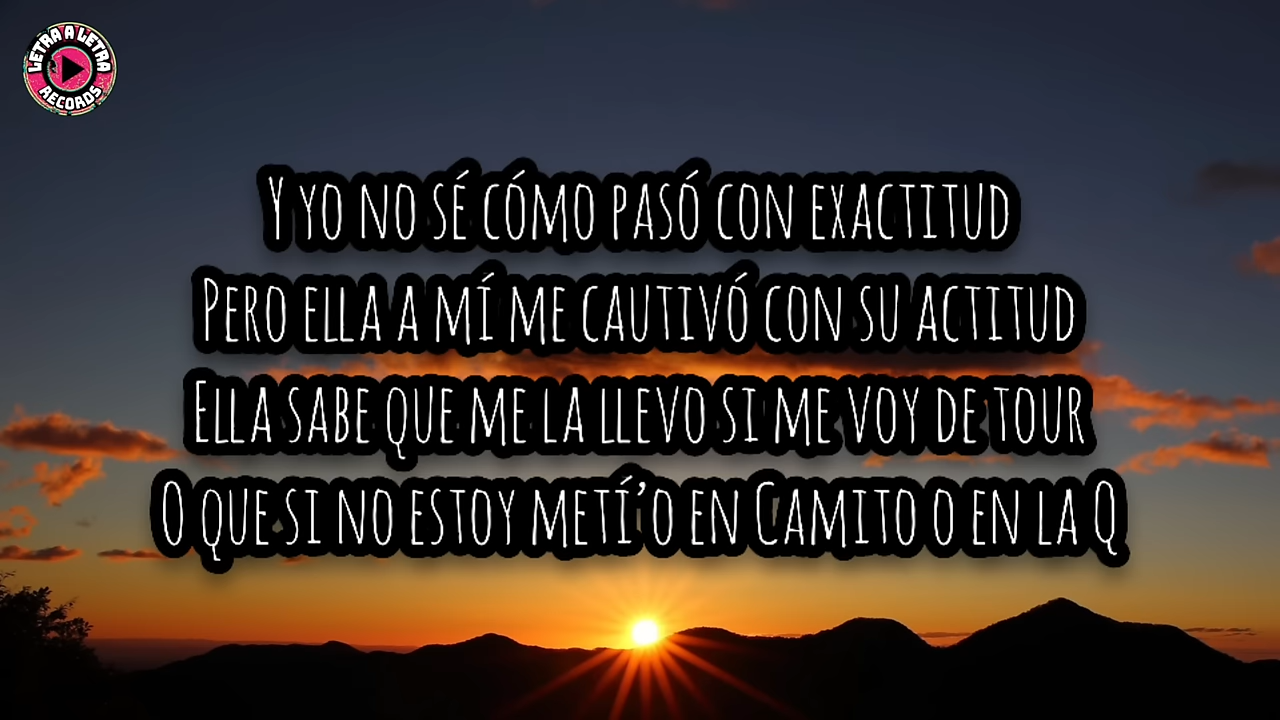 LETRA A LETRA
RECORDS
Y yo no sé cómo pasó con exactitud
Pero ella a mí me cautivó con su actitud
Ella sabe que me la llevo si me voy de tour
O que si no estoy metí’o en Camito o en la Q